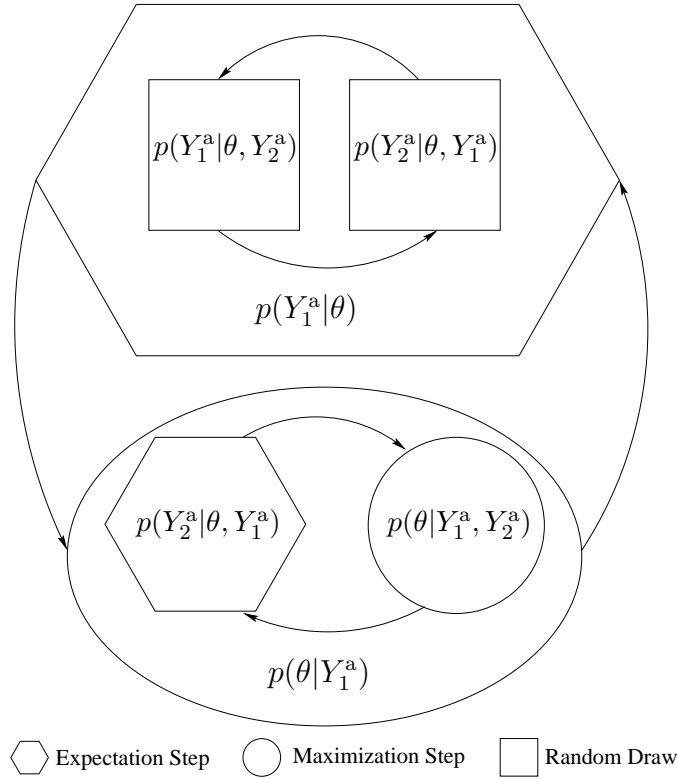 p(Y₁ᵃ|θ, Y₂ᵃ) p(Y₂ᵃ|θ, Y₁ᵃ)
p(Y₁ᵃ|θ)
p(Y₂ᵃ|θ, Y₁ᵃ) p(θ|Y₁ᵃ, Y₂ᵃ)
p(θ|Y₁ᵃ)
Expectation Step Maximization Step Random Draw